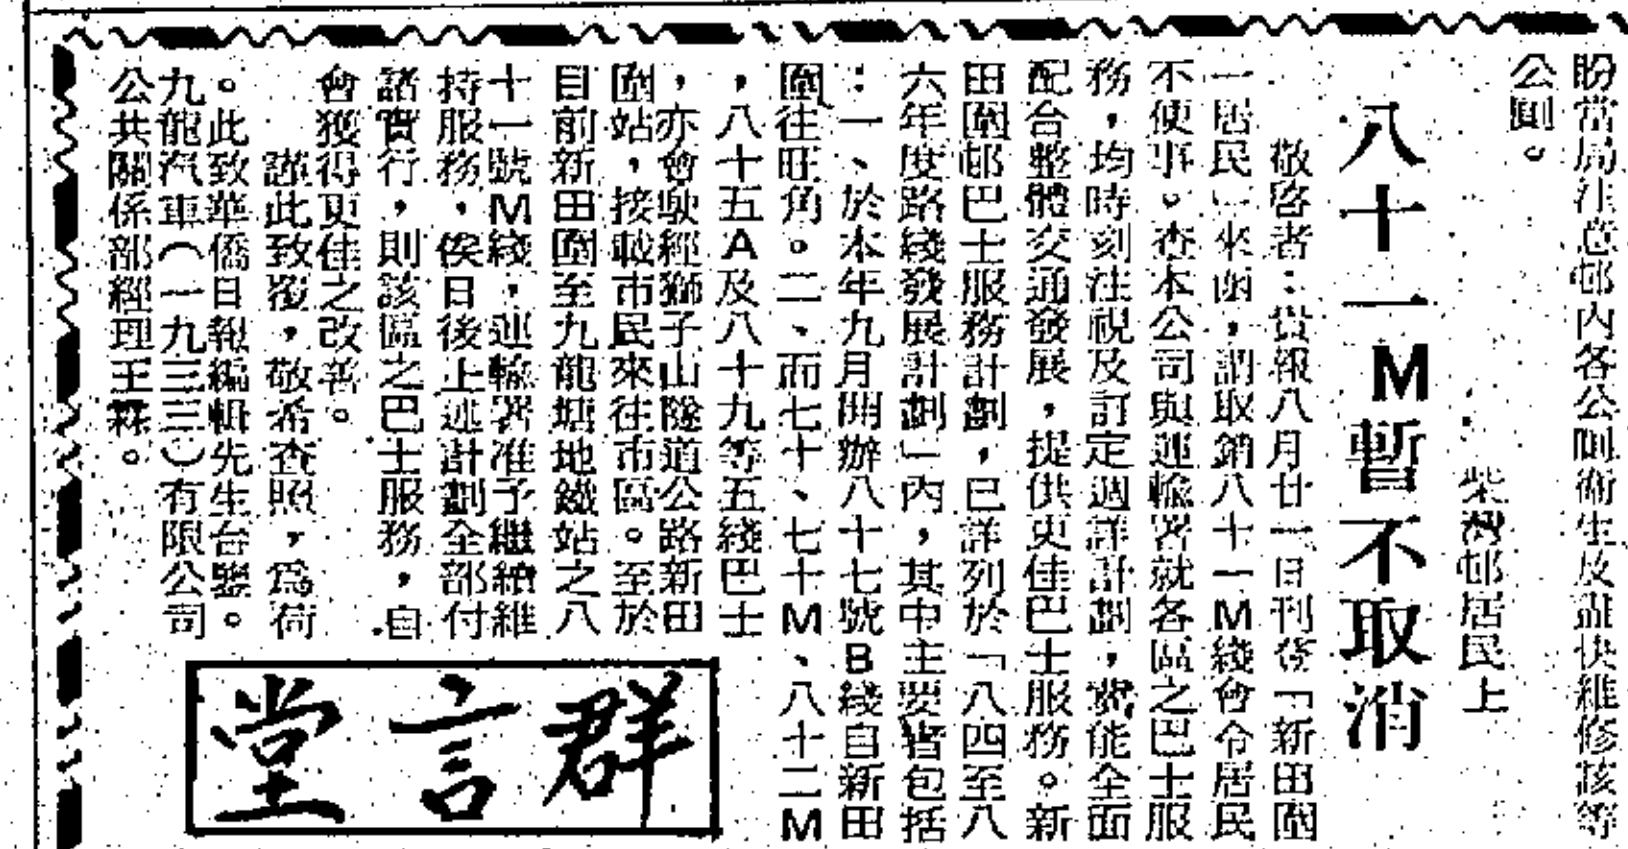 盼當局注意邨內各公厠衞生及盡快維修該等
公厠。
柴灣邨居民上
八十一M暫不取消
敬啓者：貴報八月廿一日刊登「新田圍
一居民」來函，謂取銷八十一M綫會令居民
不便事。查本公司與運輸署就各區之巴士服
務，均時刻注視及訂定週詳計劃，冀能全面
配合整體交通發展，提供更佳巴士服務。新
田圍邨巴士服務計劃，已詳列於「八四至八
六年度路綫發展計劃」內，其中主要者包括
：一、於本年九月開辦八十七號B綫自新田
圍往旺角。二、而七十、七十M、八十二M
，八十五A及八十九等五綫巴士
，亦會駛經獅子山隧道公路新田
圍站，接載市民來往市區。至於
目前新田圍至九龍塘地鐵站之八
十一號M綫，運輸署准予繼續維
持服務，俟日後上述計劃全部付
諸實行，則該區之巴士服務，自
會獲得更佳之改善。
謹此致覆，敬希查照，爲荷
。此致華僑日報編輯先生台鑒。
九龍汽車（一九三三）有限公司
公共關係部經理王霖。
群言堂